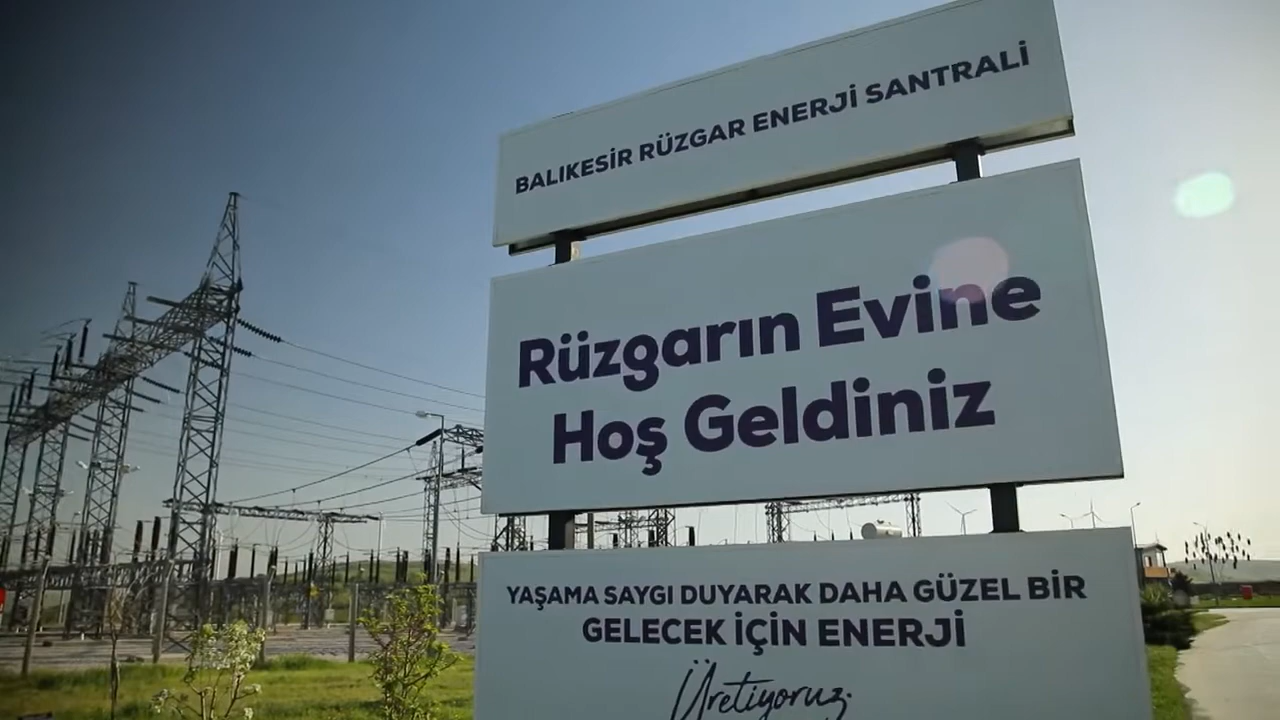 BALIKESİR RÜZGAR ENERJİ SANTRALİ
Rüzgarın Evine
Hoş Geldiniz
YAŞAMA SAYGI DUYARAK DAHA GÜZEL BİR
GELECEK İÇİN ENERJİ
Üretiyoruz.